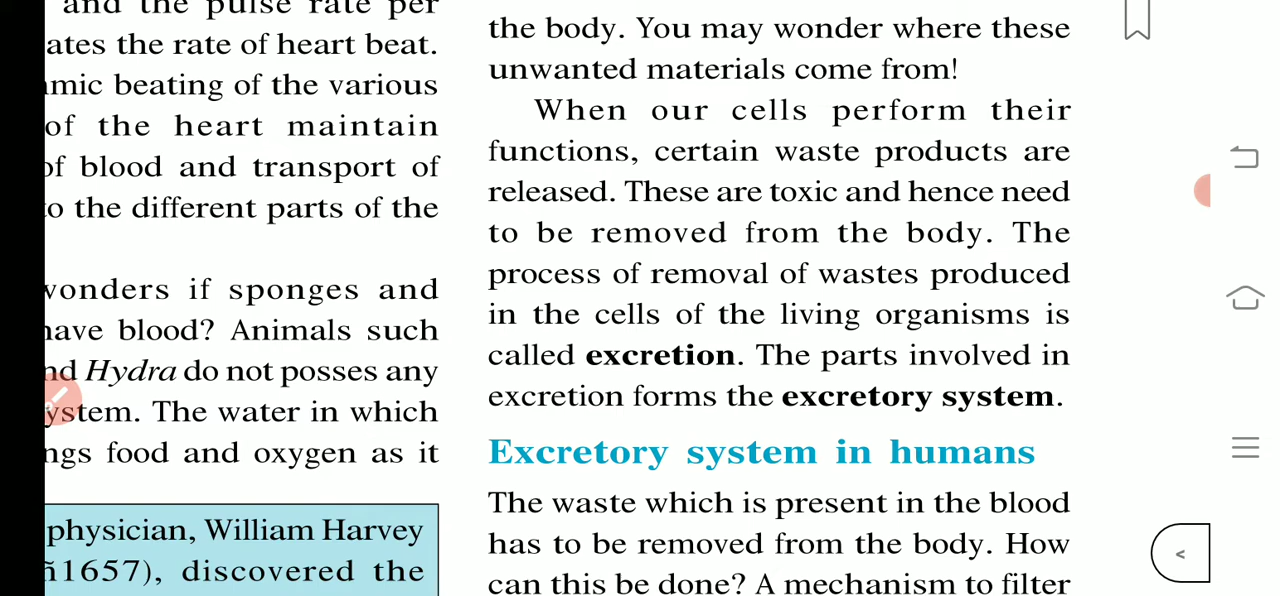 and the pulse rate per
ates the rate of heart beat.
mic beating of the various
of the heart maintain
of blood and transport of
to the different parts of the
wonders if sponges and
have blood? Animals such
nd Hydra do not posses any
ystem. The water in which
ngs food and oxygen as it
physician, William Harvey
ñ1657), discovered the
the body. You may wonder where these
unwanted materials come from!
When our cells perform their
functions, certain waste products are
released. These are toxic and hence need
to be removed from the body. The
process of removal of wastes produced
in the cells of the living organisms is
called excretion. The parts involved in
excretion forms the excretory system.
Excretory system in humans
The waste which is present in the blood
has to be removed from the body. How
can this be done? A mechanism to filter